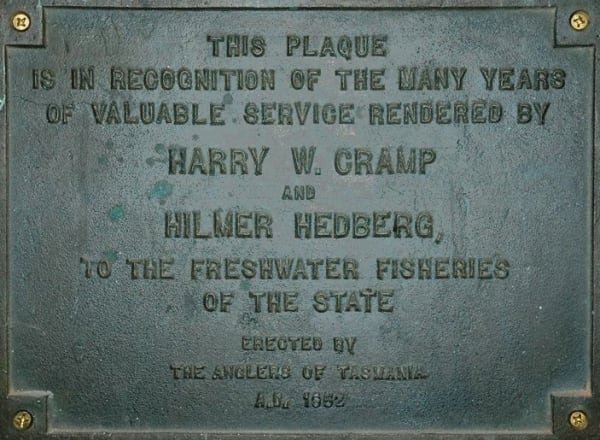 THIS PLAQUE
IS IN RECOGNITION OF THE MANY YEARS
OF VALUABLE SERVICE RENDERED BY
HARRY W. CRAMP
AND
HILMER HEDBERG,
TO THE FRESHWATER FISHERIES
OF THE STATE
ERECTED BY
THE ANGLERS OF TASMANIA.
A.D. 1952